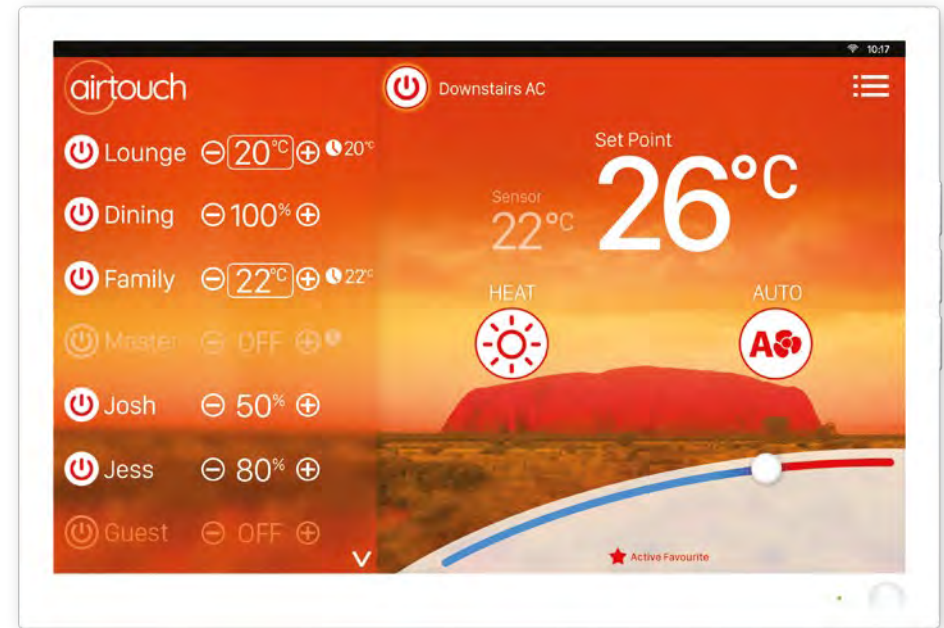 10:17
airtouch
Downstairs AC
Lounge 20°C 20°C
Dining 100%
Family 22°C 22°C
Master OFF
Josh 50%
Jess 80%
Guest OFF
Set Point
26°C
Sensor
22°C
HEAT
AUTO
A
Active Favourite